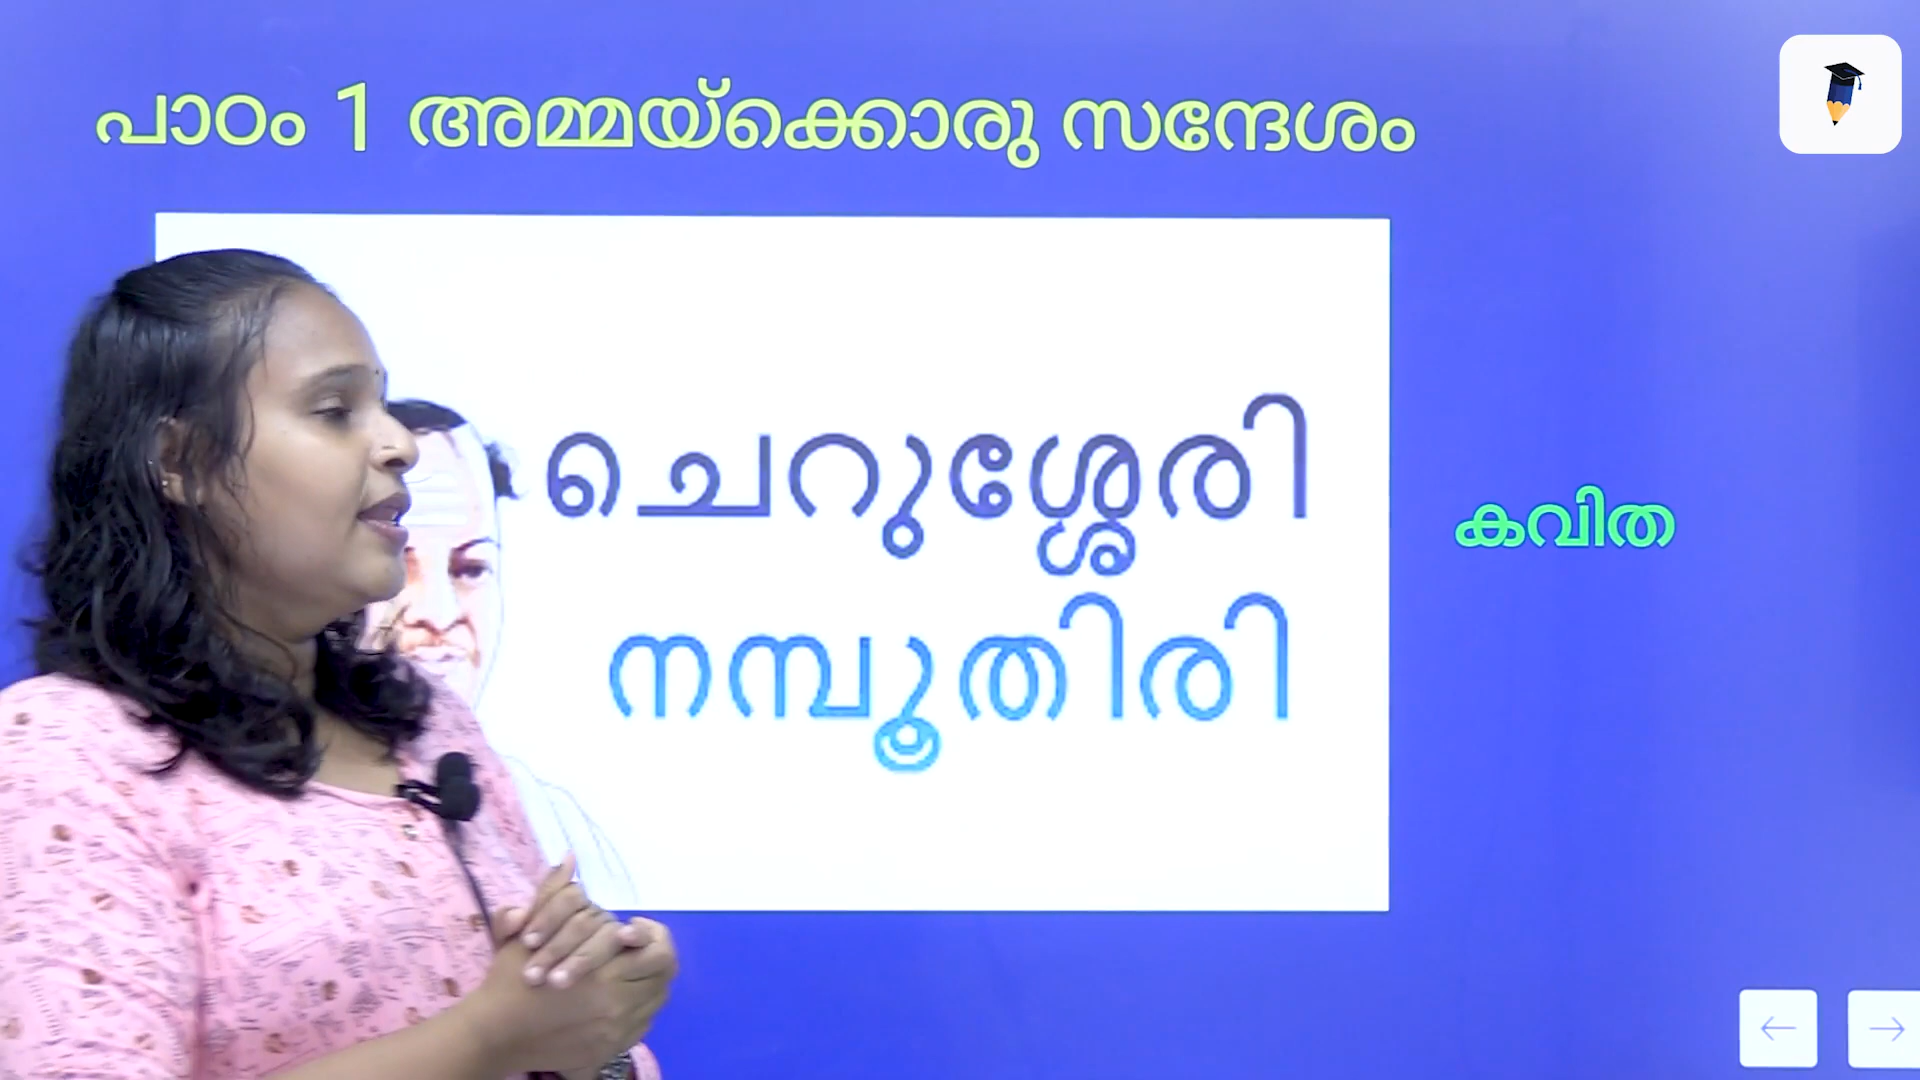 പാഠം 1 അമ്മയ്ക്കൊരു സന്ദേശം
ചെറുശ്ശേരി
നമ്പൂതിരി
കവിത